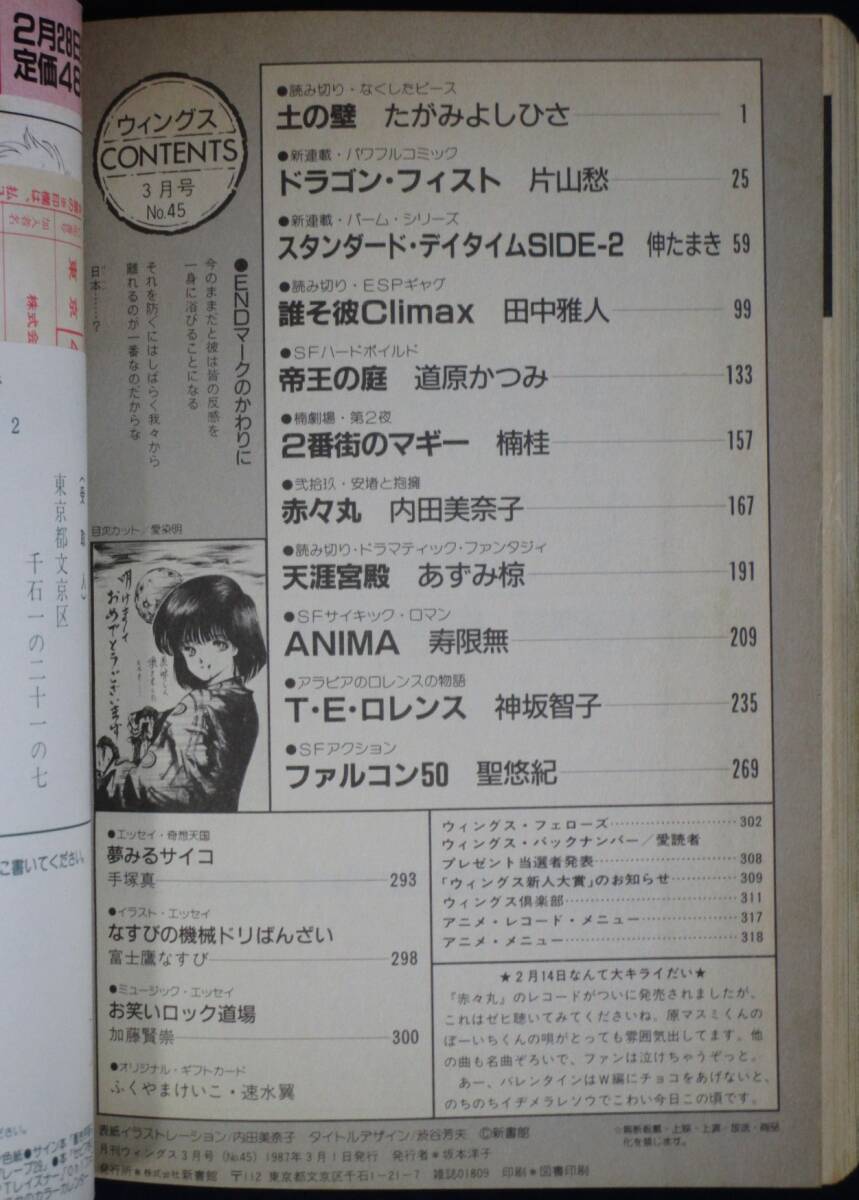 2月28日
定価48
ウィングス
CONTENTS
3月号
No.45
●ENDマークのかわりに
今のままだと彼は皆の反感を
一身に浴びることになる
それを防ぐにはしばらく我々から
離れるのが一番なのだからな
日本……?
目次カット/愛染明
明けまして
おめでとうございます
●読み切り・なくしたピース
土の壁 たがみよしひさ 1
●新連載・パワフルコミック
ドラゴン・フィスト 片山愁 25
●新連載・パーム・シリーズ
スタンダード・デイタイムSIDE-2 伸たまき 59
●読み切り・ESPギャグ
誰そ彼Climax 田中雅人 99
●SFハードボイルド
帝王の庭 道原かつみ 133
●楠劇場・第2夜
2番街のマギー 楠桂 157
●弐拾玖・安堵と抱擁
赤々丸 内田美奈子 167
●読み切り・ドラマティック・ファンタジィ
天涯宮殿 あずみ椋 191
●SFサイキック・ロマン
ANIMA 寿限無 209
●アラビアのロレンスの物語
T・E・ロレンス 神坂智子 235
●SFアクション
ファルコン50 聖悠紀 269
●エッセイ・奇想天国
夢みるサイコ
手塚真 293
●イラスト・エッセイ
なすびの機械ドリばんざい
富士鷹なすび 298
●ミュージック・エッセイ
お笑いロック道場
加藤賢崇 300
●オリジナル・ギフトカード
ふくやまけいこ・速水翼
ウィングス・フェローズ 302
ウィングス・バックナンバー/愛読者
プレゼント当選者発表 308
「ウィングス新人大賞」のお知らせ 309
ウィングス倶楽部 311
アニメ・レコード・メニュー 317
アニメ・メニュー 318
★2月14日なんて大キライだい★
『赤々丸』のレコードがついに発売されましたが、
これはゼヒ聴いてみてくださいね。原マスミくんの
ぼーいちくんの唄がとっても雰囲気出してます。他
の曲も名曲ぞろいで、ファンは泣けちゃうぞっと。
あー、バレンタインはW編にチョコをあげないと、
のちのちイヂメラレソウでこわい今日この頃です。
表紙イラストレーション/内田美奈子 タイトルデザイン/渋谷芳夫 ©新書館
月刊ウィングス3月号(No.45) 1987年3月1日発行 発行者●坂本洋子
発行所●株式会社新書館 〒112 東京都文京区千石1-21-7 雑誌01809 印刷●図書印刷
☆無断転載・上映・上演・放送・商品
化を禁じます。
加入者名
東京
株式会
2
東京都文京区
千石一の二十一の七
こ書いてください。